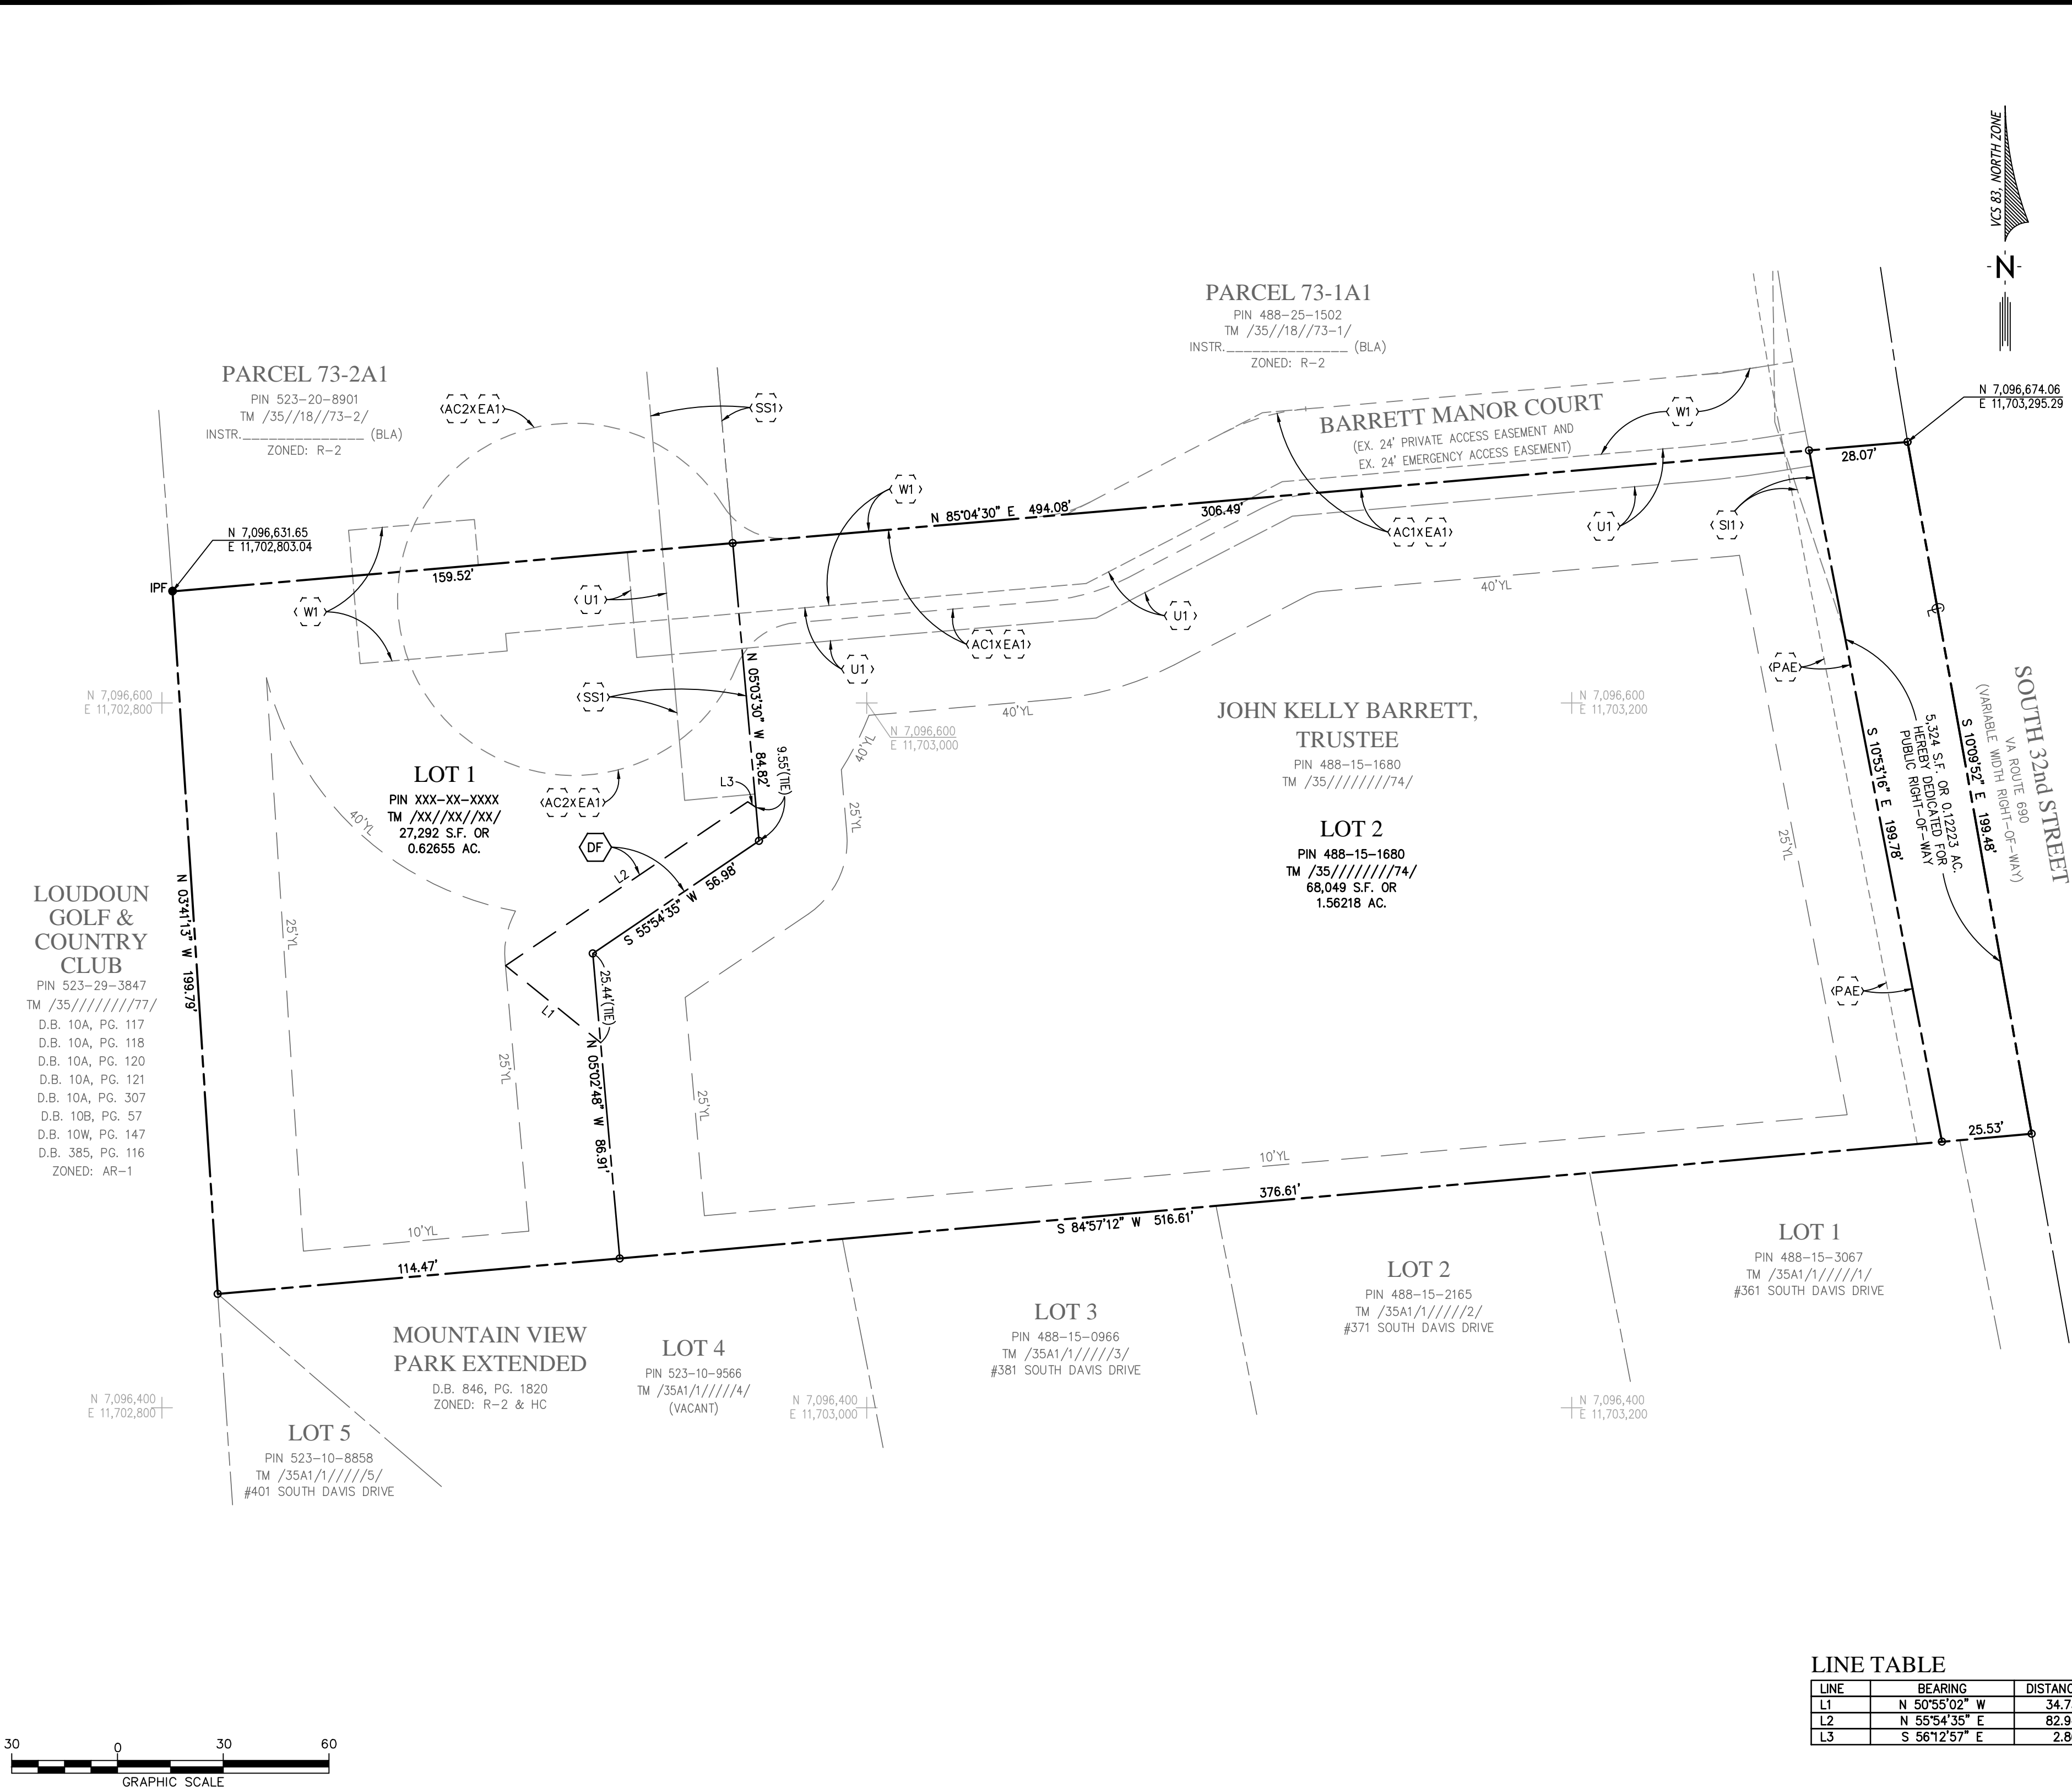 VCS 83, NORTH ZONE
N
PARCEL 73-1A1
PIN 488-25-1502
TM /35//18//73-1/
INSTR.______________ (BLA)
ZONED: R-2
PARCEL 73-2A1
PIN 523-20-8901
TM /35//18//73-2/
INSTR.______________ (BLA)
ZONED: R-2
AC2 EA1
SS1
BARRETT MANOR COURT
(EX. 24' PRIVATE ACCESS EASEMENT AND
EX. 24' EMERGENCY ACCESS EASEMENT)
W1
N 7,096,674.06
E 11,703,295.29
28.07'
W1
N 85°04'30" E 494.08'
306.49'
AC1 EA1
U1
SI1
N 7,096,631.65
E 11,702,803.04
IPF
159.52'
W1
U1
U1
AC1 EA1
U1
40'YL
SS1
PAE
N 7,096,600
E 11,702,800
N 7,096,600
E 11,703,000
N 7,096,600
E 11,703,200
40'YL
40'YL
N 05°03'30" W 84.82'
9.55'(TIE)
L3
JOHN KELLY BARRETT,
TRUSTEE
PIN 488-15-1680
TM /35////////74/
LOT 1
PIN XXX-XX-XXXX
TM /XX//XX//XX/
27,292 S.F. OR
0.62655 AC.
AC2 EA1
DF
L2
40'YL
25'YL
LOT 2
PIN 488-15-1680
TM /35////////74/
68,049 S.F. OR
1.56218 AC.
25'YL
S 10°53'16" E 199.78'
5,324 S.F. OR 0.12223 AC.
HEREBY DEDICATED FOR
PUBLIC RIGHT-OF-WAY
S 10°09'52" E 199.48'
SOUTH 32nd STREET
VA ROUTE 690
(VARIABLE WIDTH RIGHT-OF-WAY)
S 55°54'35" W 56.98'
LOUDOUN
GOLF &
COUNTRY
CLUB
PIN 523-29-3847
TM /35////////77/
D.B. 10A, PG. 117
D.B. 10A, PG. 118
D.B. 10A, PG. 120
D.B. 10A, PG. 121
D.B. 10A, PG. 307
D.B. 10B, PG. 57
D.B. 10W, PG. 147
D.B. 385, PG. 116
ZONED: AR-1
N 03°41'13" W 199.79'
25'YL
L1
25.44'(TIE)
25'YL
N 05°02'48" W 86.91'
25'YL
PAE
25.53'
10'YL
10'YL
376.61'
S 84°57'12" W 516.61'
114.47'
MOUNTAIN VIEW
PARK EXTENDED
D.B. 846, PG. 1820
ZONED: R-2 & HC
LOT 5
PIN 523-10-8858
TM /35A1/1/////5/
#401 SOUTH DAVIS DRIVE
LOT 4
PIN 523-10-9566
TM /35A1/1/////4/
(VACANT)
LOT 3
PIN 488-15-0966
TM /35A1/1/////3/
#381 SOUTH DAVIS DRIVE
LOT 2
PIN 488-15-2165
TM /35A1/1/////2/
#371 SOUTH DAVIS DRIVE
LOT 1
PIN 488-15-3067
TM /35A1/1/////1/
#361 SOUTH DAVIS DRIVE
N 7,096,400
E 11,702,800
N 7,096,400
E 11,703,000
N 7,096,400
E 11,703,200
LINE TABLE
LINE BEARING
L1 N 50°55'02" W 34.7
L2 N 55°54'35" E 82.9
L3 S 56°12'57" E
30 0 30 60
GRAPHIC SCALE